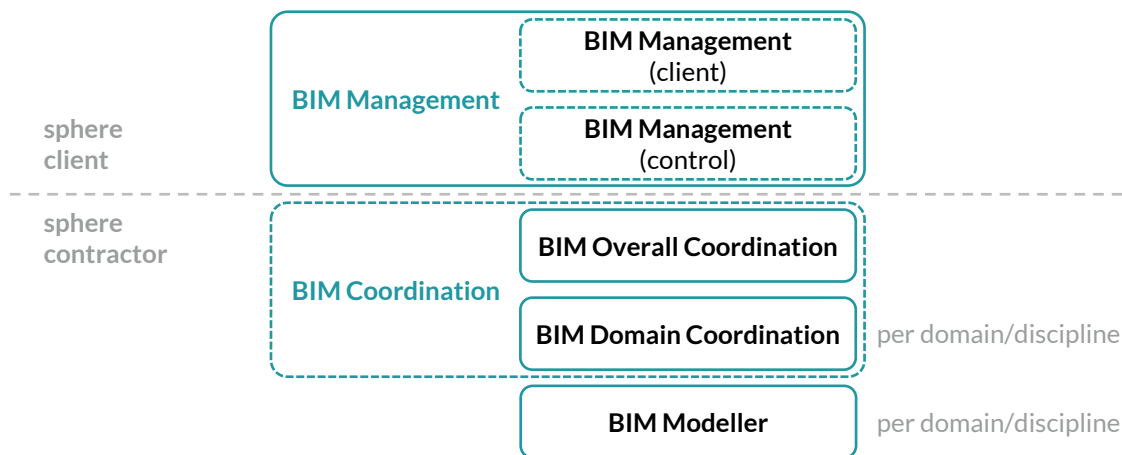 BIM Management
(client)
BIM Management
BIM Management
(control)
sphere
client
sphere
contractor
BIM Overall Coordination
BIM Coordination
BIM Domain Coordination
per domain/discipline
BIM Modeller
per domain/discipline